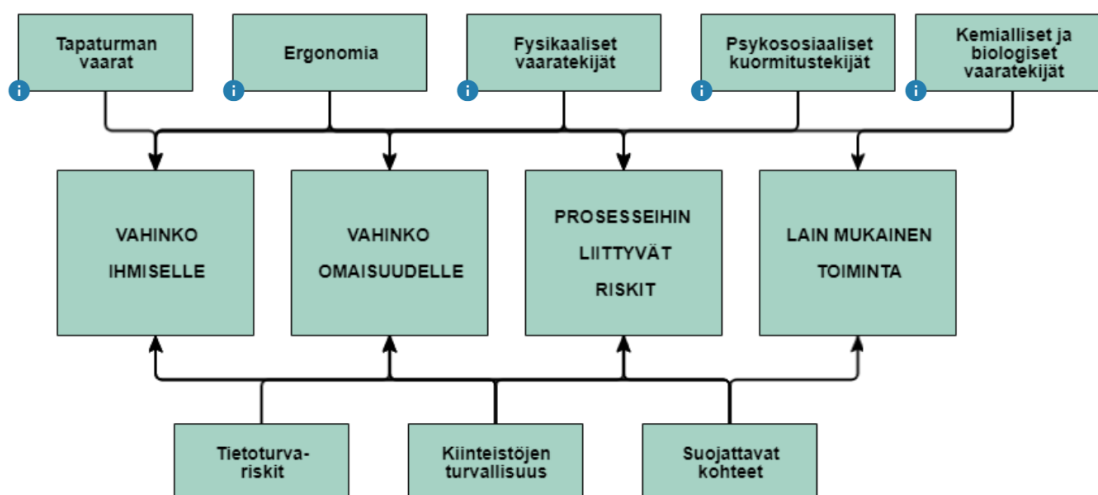 Tapaturman
vaarat
Ergonomia
Fysikaaliset
vaaratekijät
Psykososiaaliset
kuormitustekijät
Kemialliset ja
biologiset
vaaratekijät
i
i
i
i
i
VAHINKO
IHMISELLE
VAHINKO
OMAISUUDELLE
PROSESSEIHIN
LIITTYVÄT
RISKIT
LAIN MUKAINEN
TOIMINTA
Tietoturva-
riskit
Kiinteistöjen
turvallisuus
Suojattavat
kohteet